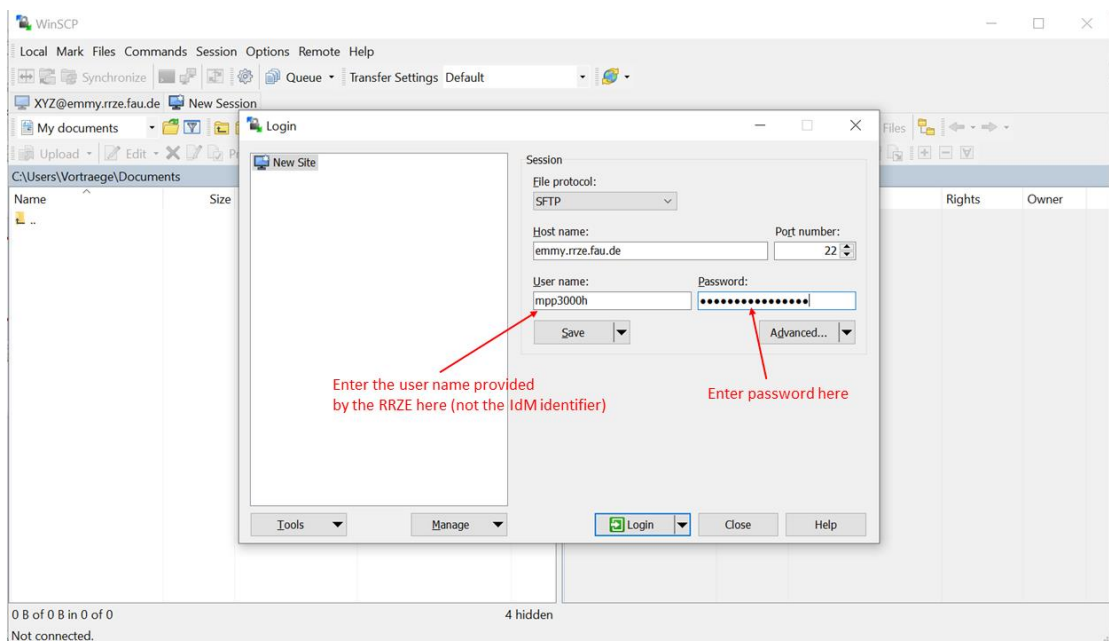 WinSCP
Local Mark Files Commands Session Options Remote Help
Synchronize Queue Transfer Settings Default
XYZ@emmy.rrze.fau.de New Session
My documents
Files
Upload Edit
C:\Users\Vortraege\Documents
Name Size
Rights Owner
..
Login
New Site
Session
File protocol:
SFTP
Host name: Port number:
emmy.rrze.fau.de 22
User name: Password:
mpp3000h ●●●●●●●●●●●●●●●●
Save Advanced...
Enter the user name provided
by the RRZE here (not the IdM identifier)
Enter password here
Tools Manage Login Close Help
0 B of 0 B in 0 of 0 4 hidden
Not connected.